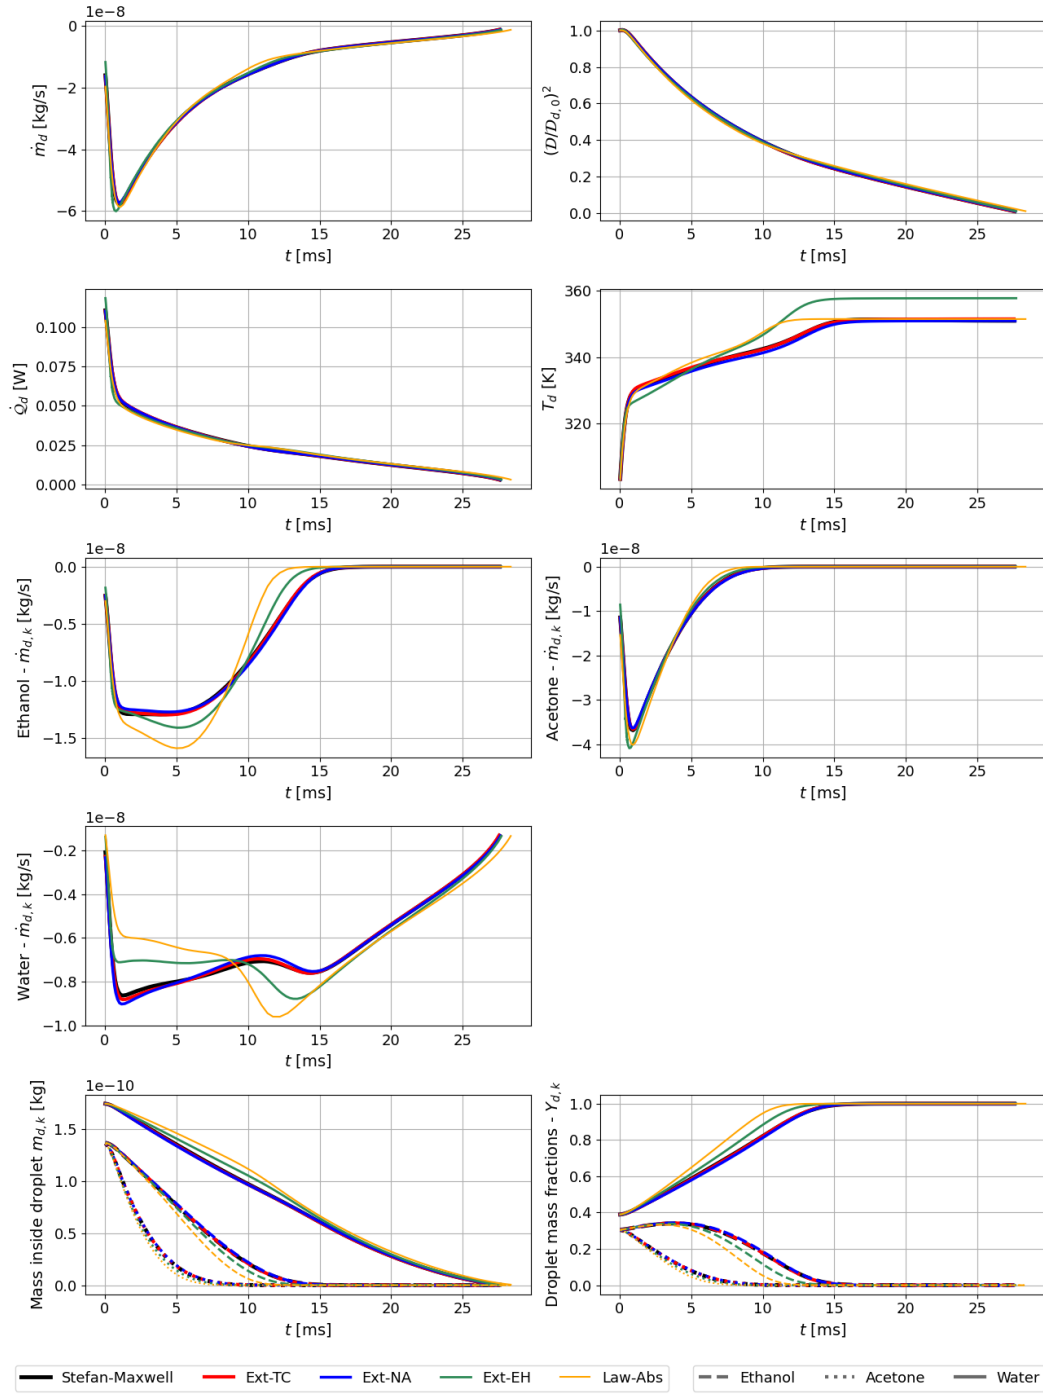 1e−8
0
−2
−4
−6
0 5 10 15 20 25
ṁ_d [kg/s]
t [ms]
1.0
0.8
0.6
0.4
0.2
0.0
0 5 10 15 20 25
(D/D_{d,0})²
t [ms]
0.100
0.075
0.050
0.025
0.000
0 5 10 15 20 25
Q̇_d [W]
t [ms]
360
340
320
0 5 10 15 20 25
T_d [K]
t [ms]
1e−8
0.0
−0.5
−1.0
−1.5
0 5 10 15 20 25
Ethanol - ṁ_{d,k} [kg/s]
t [ms]
1e−8
0
−1
−2
−3
−4
0 5 10 15 20 25
Acetone - ṁ_{d,k} [kg/s]
t [ms]
1e−8
−0.2
−0.4
−0.6
−0.8
−1.0
0 5 10 15 20 25
Water - ṁ_{d,k} [kg/s]
t [ms]
1e−10
1.5
1.0
0.5
0.0
0 5 10 15 20 25
Mass inside droplet m_{d,k} [kg]
t [ms]
1.0
0.8
0.6
0.4
0.2
0.0
0 5 10 15 20 25
Droplet mass fractions - Y_{d,k}
t [ms]
Stefan-Maxwell Ext-TC Ext-NA Ext-EH Law-Abs Ethanol Acetone Water